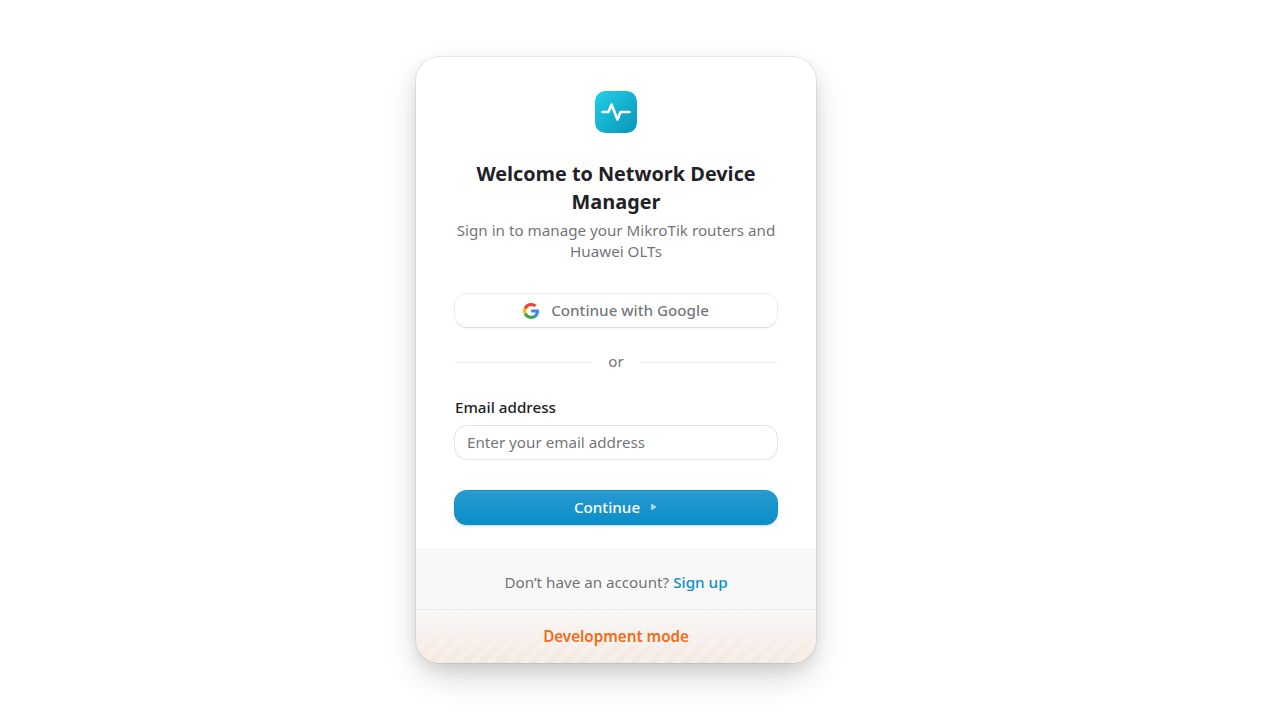 Welcome to Network Device
Manager
Sign in to manage your MikroTik routers and
Huawei OLTs
Continue with Google
or
Email address
Enter your email address
Continue
Don’t have an account? Sign up
Development mode